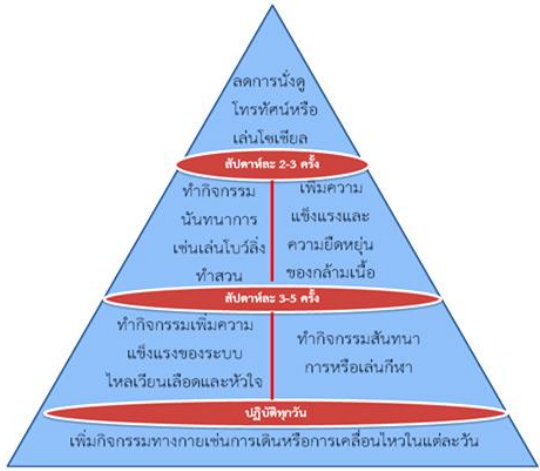 ลดการนั่งดู
โทรทัศน์หรือ
เล่นโซเชียล
สัปดาห์ละ 2-3 ครั้ง
ทำกิจกรรม
นันทนาการ
เช่นเล่นโบว์ลิ่ง
ทำสวน
เพิ่มความ
แข็งแรงและ
ความยืดหยุ่น
ของกล้ามเนื้อ
สัปดาห์ละ 3-5 ครั้ง
ทำกิจกรรมเพิ่มความ
แข็งแรงของระบบ
ไหลเวียนเลือดและหัวใจ
ทำกิจกรรมสันทนา
การหรือเล่นกีฬา
ปฏิบัติทุกวัน
เพิ่มกิจกรรมทางกายเช่นการเดินหรือการเคลื่อนไหวในแต่ละวัน